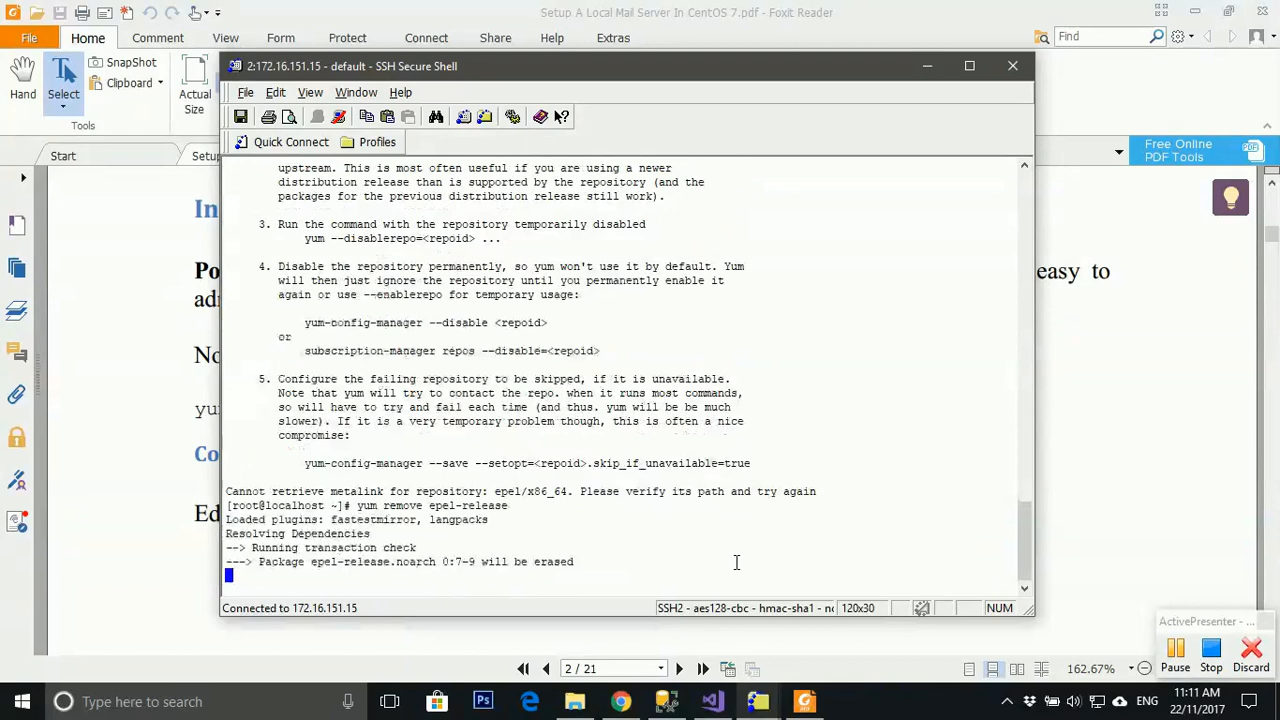 Setup A Local Mail Server In CentOS 7.pdf - Foxit Reader
File Home Comment View Form Protect Connect Share Help Extras
Find
Hand
Select
SnapShot
Clipboard
Actual
Size
Tools
Start
Setup
Free Online
PDF Tools
2:172.16.151.15 - default - SSH Secure Shell
File Edit View Window Help
Quick Connect Profiles
upstream. This is most often useful if you are using a newer
distribution release than is supported by the repository (and the
packages for the previous distribution release still work).
3. Run the command with the repository temporarily disabled
yum --disablerepo=<repoid> ...
4. Disable the repository permanently, so yum won't use it by default. Yum
will then just ignore the repository until you permanently enable it
again or use --enablerepo for temporary usage:
yum-config-manager --disable <repoid>
or
subscription-manager repos --disable=<repoid>
5. Configure the failing repository to be skipped, if it is unavailable.
Note that yum will try to contact the repo. when it runs most commands,
so will have to try and fail each time (and thus. yum will be be much
slower). If it is a very temporary problem though, this is often a nice
compromise:
yum-config-manager --save --setopt=<repoid>.skip_if_unavailable=true
Cannot retrieve metalink for repository: epel/x86_64. Please verify its path and try again
[root@localhost ~]# yum remove epel-release
Loaded plugins: fastestmirror, langpacks
Resolving Dependencies
--> Running transaction check
---> Package epel-release.noarch 0:7-9 will be erased
Connected to 172.16.151.15
SSH2 - aes128-cbc - hmac-sha1 - nc
120x30
NUM
In
Po
easy to
adr
No
yur
Co
Ed
ActivePresenter - ...
Pause Stop Discard
2 / 21
162.67%
Type here to search
ENG
11:11 AM
22/11/2017